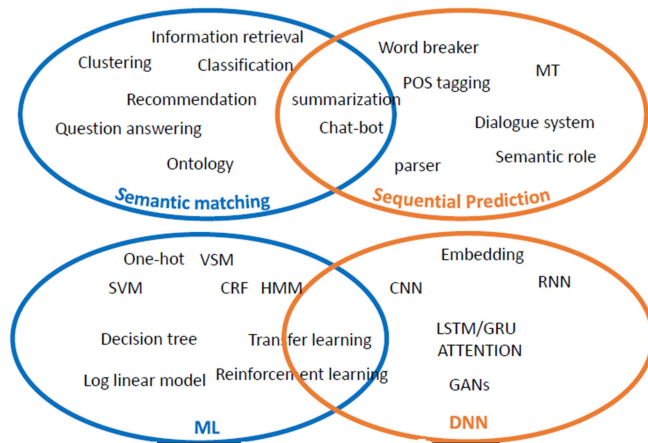 Information retrieval
Word breaker
Clustering
Classification
MT
POS tagging
Recommendation
summarization
Question answering
Chat-bot
Dialogue system
Ontology
parser
Semantic role
Semantic matching
Sequential Prediction
One-hot
VSM
Embedding
SVM
CRF
HMM
CNN
RNN
Decision tree
Transfer learning
LSTM/GRU
ATTENTION
Log linear model
Reinforcement learning
GANs
ML
DNN